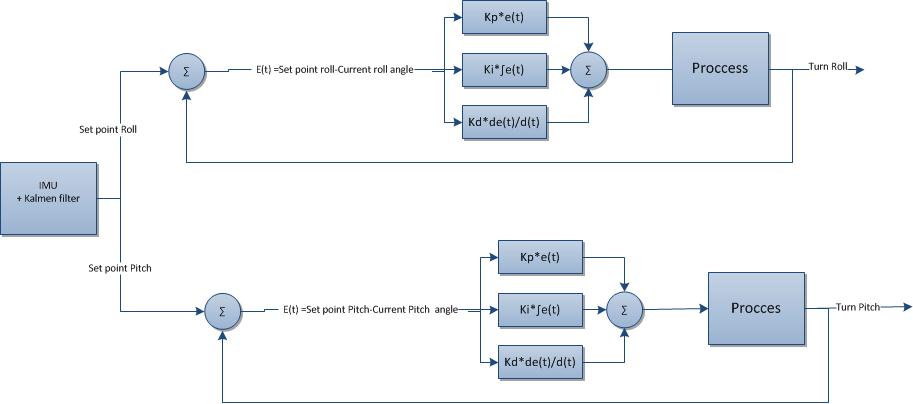 Kp*e(t)
Σ
E(t) =Set point roll-Current roll angle
Ki*∫e(t)
Σ
Proccess
Turn Roll
Kd*de(t)/d(t)
Set point Roll
IMU
+ Kalmen filter
Set point Pitch
Kp*e(t)
Σ
E(t) =Set point Pitch-Current Pitch angle
Ki*∫e(t)
Σ
Procces
Turn Pitch
Kd*de(t)/d(t)